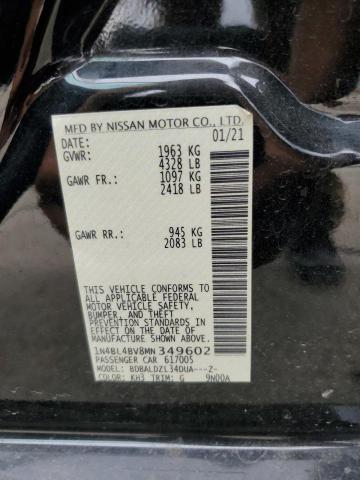 MFD BY NISSAN MOTOR CO., LTD.
DATE: 01/21
GVWR: 1963 KG
4328 LB
GAWR FR.: 1097 KG
2418 LB
GAWR RR.: 945 KG
2083 LB
THIS VEHICLE CONFORMS TO
ALL APPLICABLE FEDERAL
MOTOR VEHICLE SAFETY,
BUMPER, AND THEFT
PREVENTION STANDARDS IN
EFFECT ON THE DATE OF
MANUFACTURE SHOWN ABOVE.
1N4BL4BV8MN 349602
PASSENGER CAR 617005
MODEL: BDBALDZL34DUA---Z-
COLOR: KH3 TRIM: G 9N00A